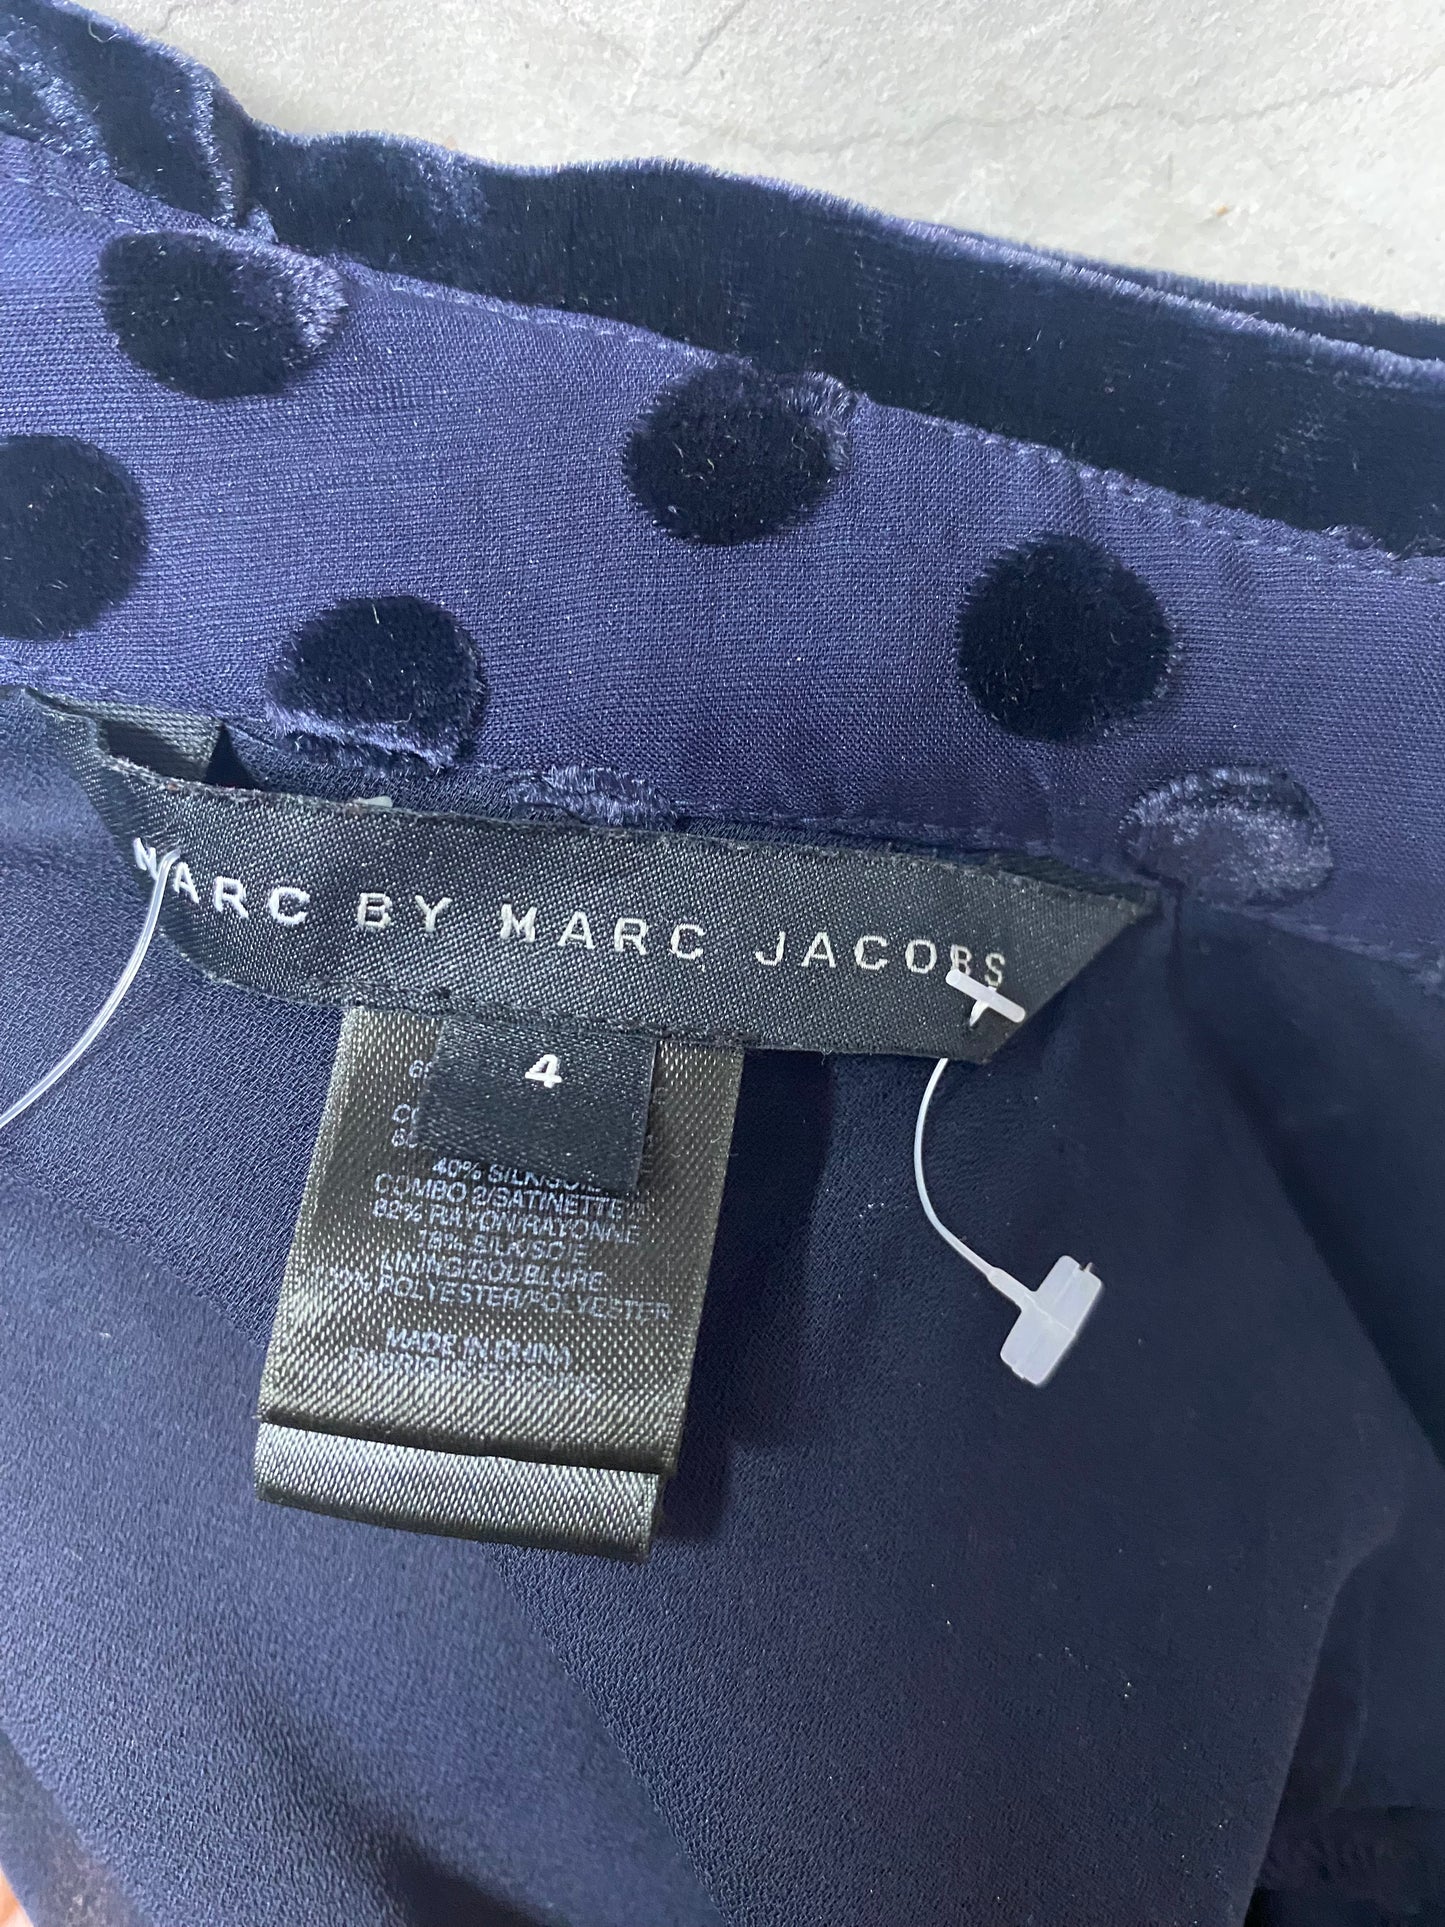 MARC BY MARC JACOBS
4
40% SILK/SOIE
COMBO 2/SATINETTE
82% RAYON/RAYONNE
18% SILK/SOIE
LINING/DOUBLURE
POLYESTER/POLYESTER
MADE IN CHINA